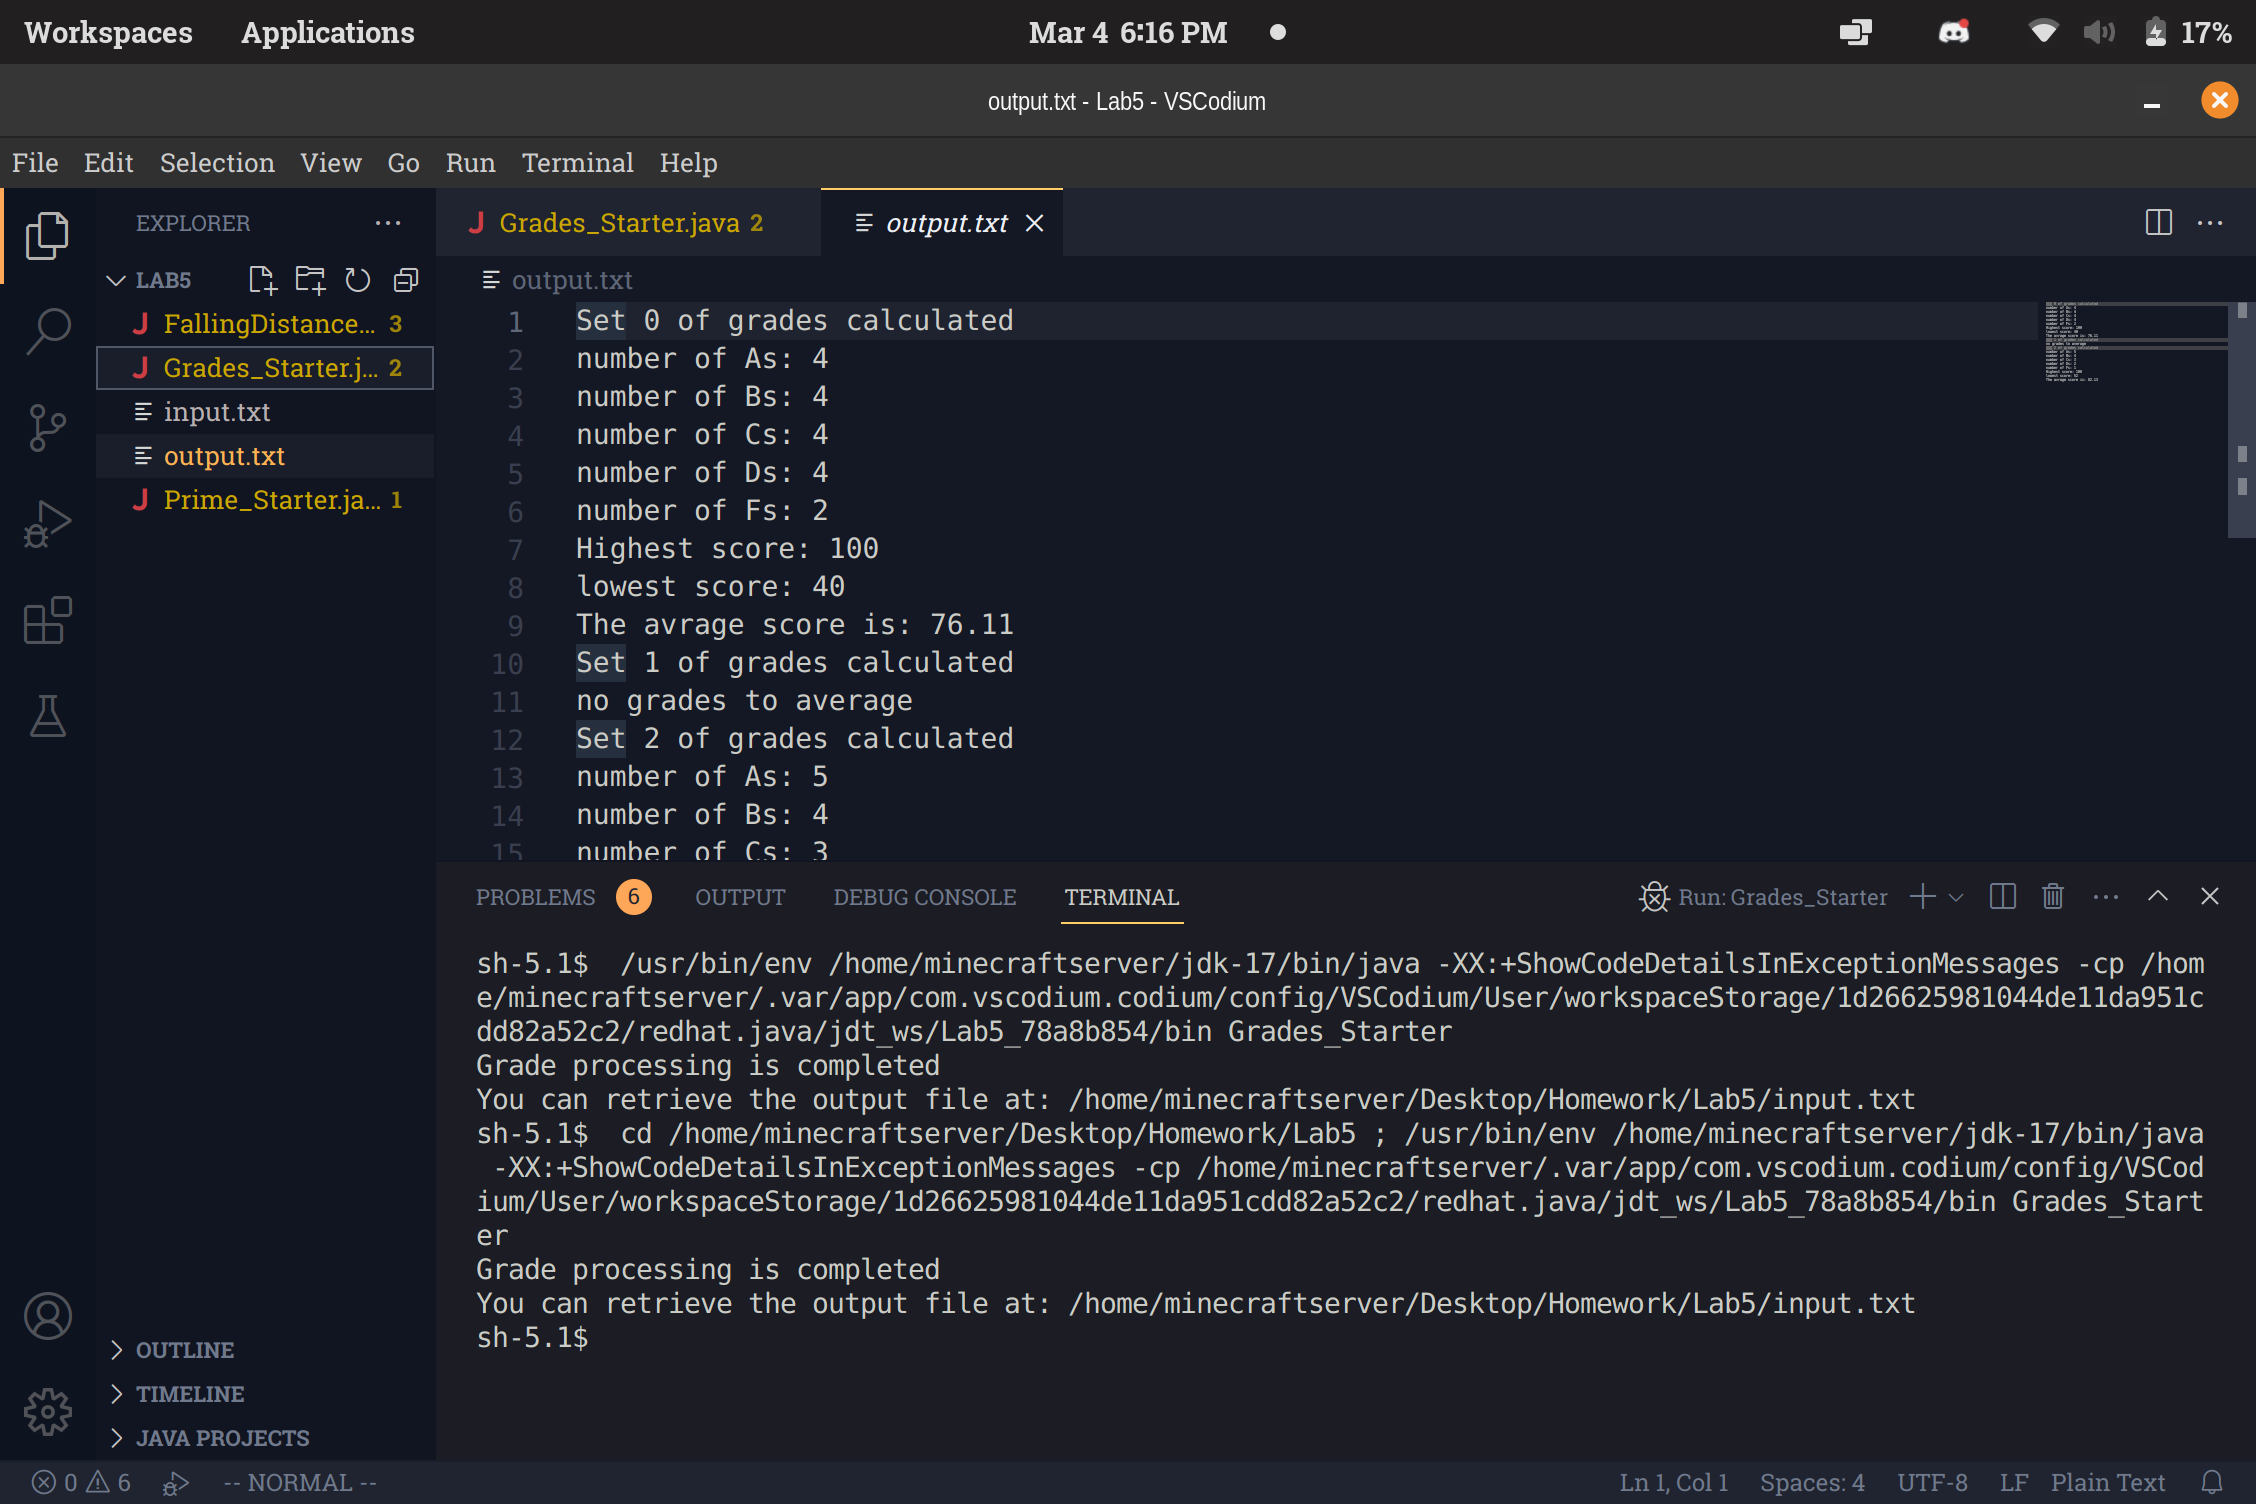 Workspaces Applications Mar 4 6:16 PM 17%
output.txt - Lab5 - VSCodium
File Edit Selection View Go Run Terminal Help
EXPLORER
LAB5
FallingDistance... 3
Grades_Starter.j... 2
input.txt
output.txt
Prime_Starter.ja... 1
OUTLINE
TIMELINE
JAVA PROJECTS
Grades_Starter.java 2 output.txt
output.txt
1 Set 0 of grades calculated
2 number of As: 4
3 number of Bs: 4
4 number of Cs: 4
5 number of Ds: 4
6 number of Fs: 2
7 Highest score: 100
8 lowest score: 40
9 The avrage score is: 76.11
10 Set 1 of grades calculated
11 no grades to average
12 Set 2 of grades calculated
13 number of As: 5
14 number of Bs: 4
15 number of Cs: 3
PROBLEMS 6 OUTPUT DEBUG CONSOLE TERMINAL Run: Grades_Starter
sh-5.1$  /usr/bin/env /home/minecraftserver/jdk-17/bin/java -XX:+ShowCodeDetailsInExceptionMessages -cp /hom
e/minecraftserver/.var/app/com.vscodium.codium/config/VSCodium/User/workspaceStorage/1d26625981044de11da951c
dd82a52c2/redhat.java/jdt_ws/Lab5_78a8b854/bin Grades_Starter
Grade processing is completed
You can retrieve the output file at: /home/minecraftserver/Desktop/Homework/Lab5/input.txt
sh-5.1$  cd /home/minecraftserver/Desktop/Homework/Lab5 ; /usr/bin/env /home/minecraftserver/jdk-17/bin/java
 -XX:+ShowCodeDetailsInExceptionMessages -cp /home/minecraftserver/.var/app/com.vscodium.codium/config/VSCod
ium/User/workspaceStorage/1d26625981044de11da951cdd82a52c2/redhat.java/jdt_ws/Lab5_78a8b854/bin Grades_Start
er
Grade processing is completed
You can retrieve the output file at: /home/minecraftserver/Desktop/Homework/Lab5/input.txt
sh-5.1$
0 6 -- NORMAL -- Ln 1, Col 1 Spaces: 4 UTF-8 LF Plain Text